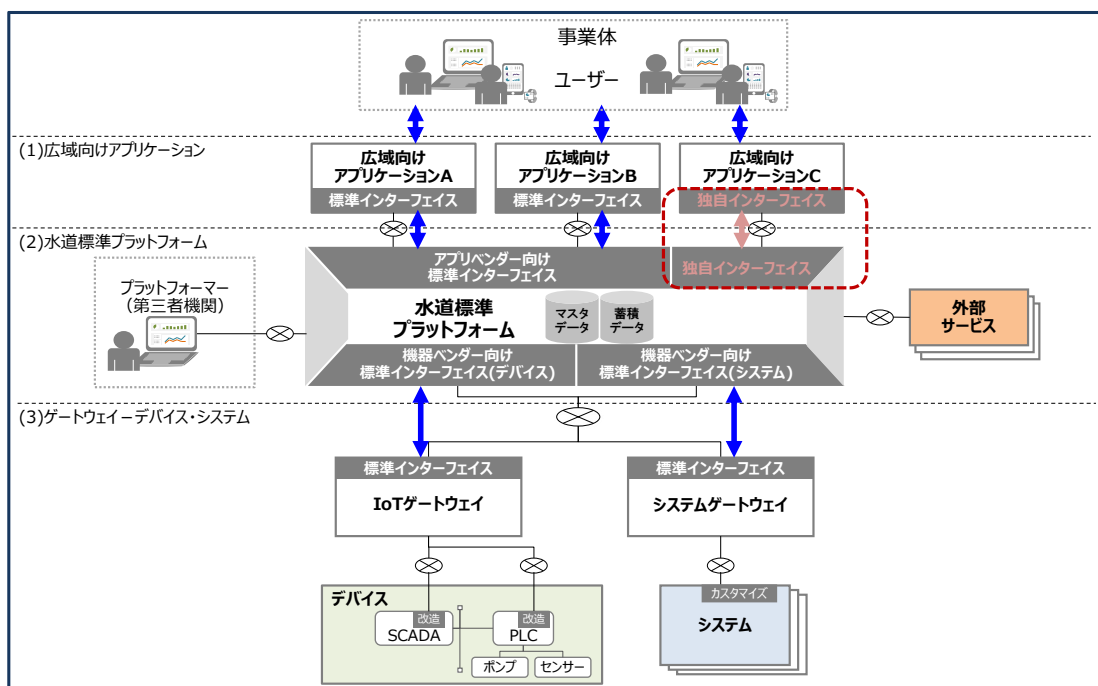 事業体
ユーザー
(1)広域向けアプリケーション
広域向け
アプリケーションA
標準インターフェイス
広域向け
アプリケーションB
標準インターフェイス
広域向け
アプリケーションC
独自インターフェイス
(2)水道標準プラットフォーム
アプリベンダー向け
標準インターフェイス
独自インターフェイス
プラットフォーマー
(第三者機関)
水道標準
プラットフォーム
マスタ
データ
蓄積
データ
外部
サービス
機器ベンダー向け
標準インターフェイス(デバイス)
機器ベンダー向け
標準インターフェイス(システム)
(3)ゲートウェイーデバイス・システム
標準インターフェイス
IoTゲートウェイ
標準インターフェイス
システムゲートウェイ
デバイス
改造
SCADA
改造
PLC
ポンプ
センサー
カスタマイズ
システム